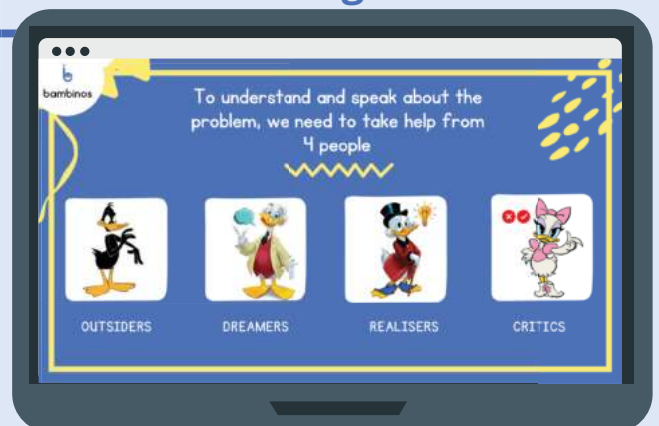 bambinos
To understand and speak about the
problem, we need to take help from
4 people
OUTSIDERS
DREAMERS
REALISERS
CRITICS